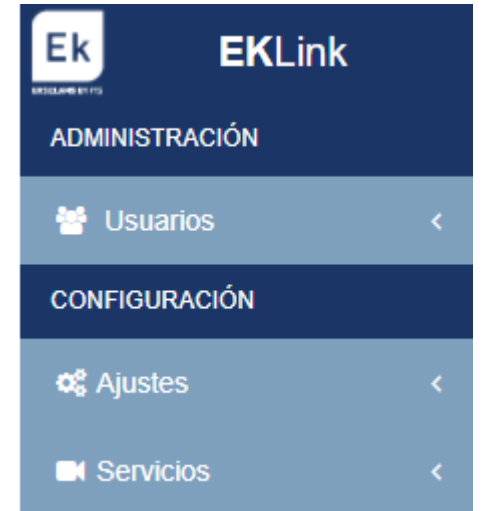 Ek
EKLink
ADMINISTRACIÓN
Usuarios
CONFIGURACIÓN
Ajustes
Servicios